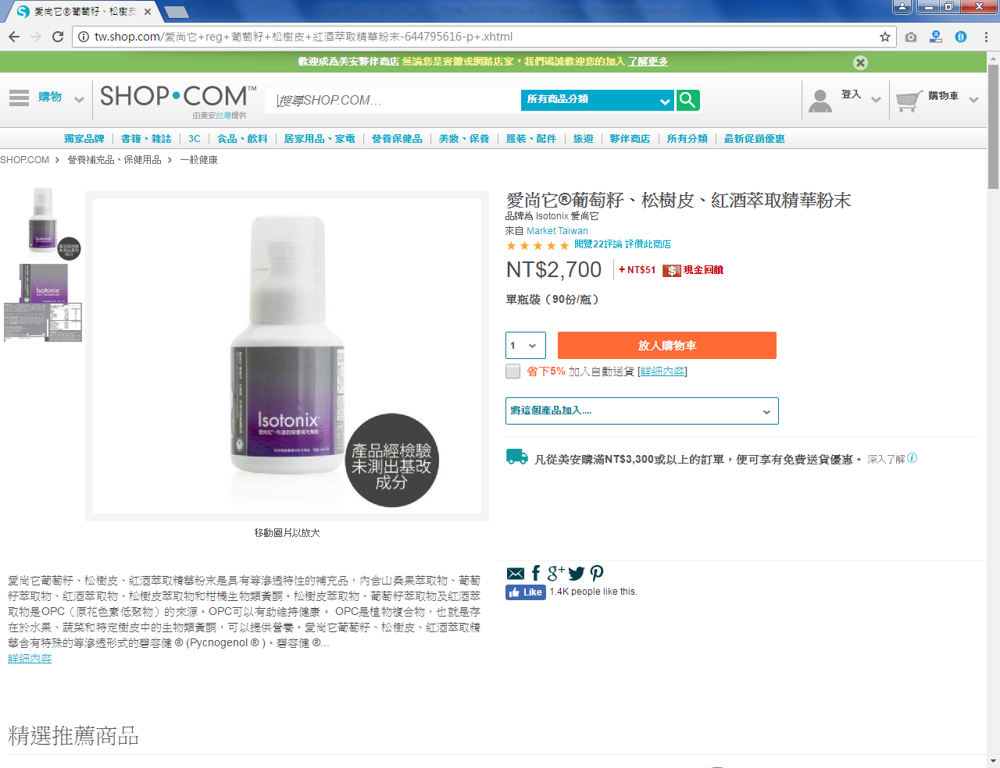 愛尚它®葡萄籽、松樹皮
tw.shop.com/愛尚它+reg+葡萄籽+松樹皮+紅酒萃取精華粉末-644795616-p+.xhtml
歡迎成為美安夥伴商店 無論您是實體或網路店家，我們竭誠歡迎您的加入 了解更多
購物
SHOP•COM™
由美安台灣提供
搜尋SHOP.COM...
所有商品分類
登入
購物車
獨家品牌 書籍、雜誌 3C 食品、飲料 居家用品、家電 營養保健品 美妝、保養 服裝、配件 旅遊 夥伴商店 所有分類 最新促銷優惠
SHOP.COM > 營養補充品、保健用品 > 一般健康
愛尚它®葡萄籽、松樹皮、紅酒萃取精華粉末
品牌為 Isotonix 愛尚它
來自 Market Taiwan
閱覽22評論 評價此商店
NT$2,700
+ NT$51 現金回饋
單瓶裝（90份/瓶）
1
放入購物車
省下5% 加入自動送貨 [詳細內容]
將這個產品加入....
凡從美安購滿NT$3,300或以上的訂單，便可享有免費送貨優惠。 深入了解
Isotonix
產品經檢驗
未測出基改
成分
Isotonix®
產品經檢驗
未測出基改
成分
Isotonix
移動圖片以放大
Like 1.4K people like this.
愛尚它葡萄籽、松樹皮、紅酒萃取精華粉末是具有等滲透特性的補充品，內含山桑果萃取物、葡萄
籽萃取物、紅酒萃取物、松樹皮萃取物和柑橘生物類黃酮。松樹皮萃取物、葡萄籽萃取物及紅酒萃
取物是OPC（原花色素低聚物）的來源。OPC可以有助維持健康。 OPC是植物複合物，也就是存
在於水果、蔬菜和特定樹皮中的生物類黃酮，可以提供營養。愛尚它葡萄籽、松樹皮、紅酒萃取精
華含有特殊的等滲透形式的碧容健 ® (Pycnogenol ® )。碧容健 ®...
詳細內容
精選推薦商品